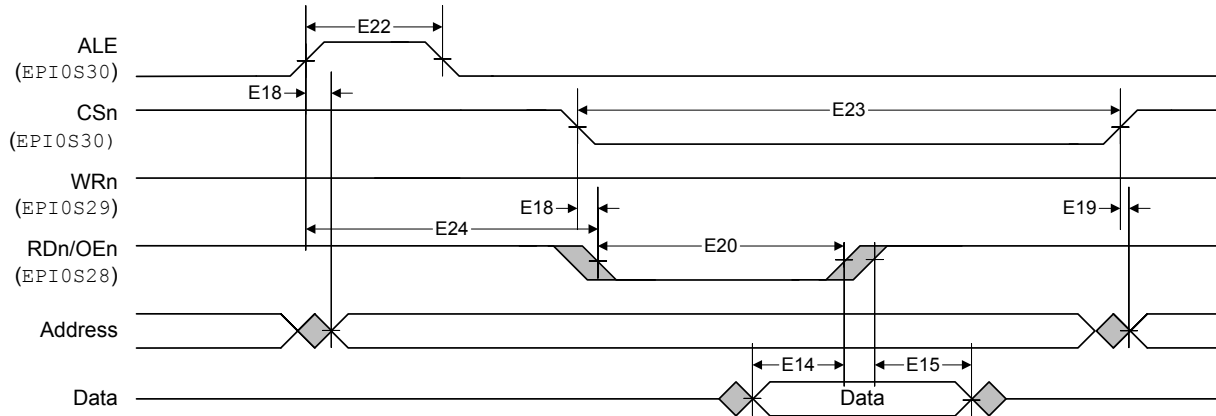 E22
ALE
(EPI0S30)
E18
CSn
E23
(EPI0S30)
WRn
(EPI0S29)
E18
E19
E24
RDn/OEn
E20
(EPI0S28)
Address
E14
E15
Data
Data